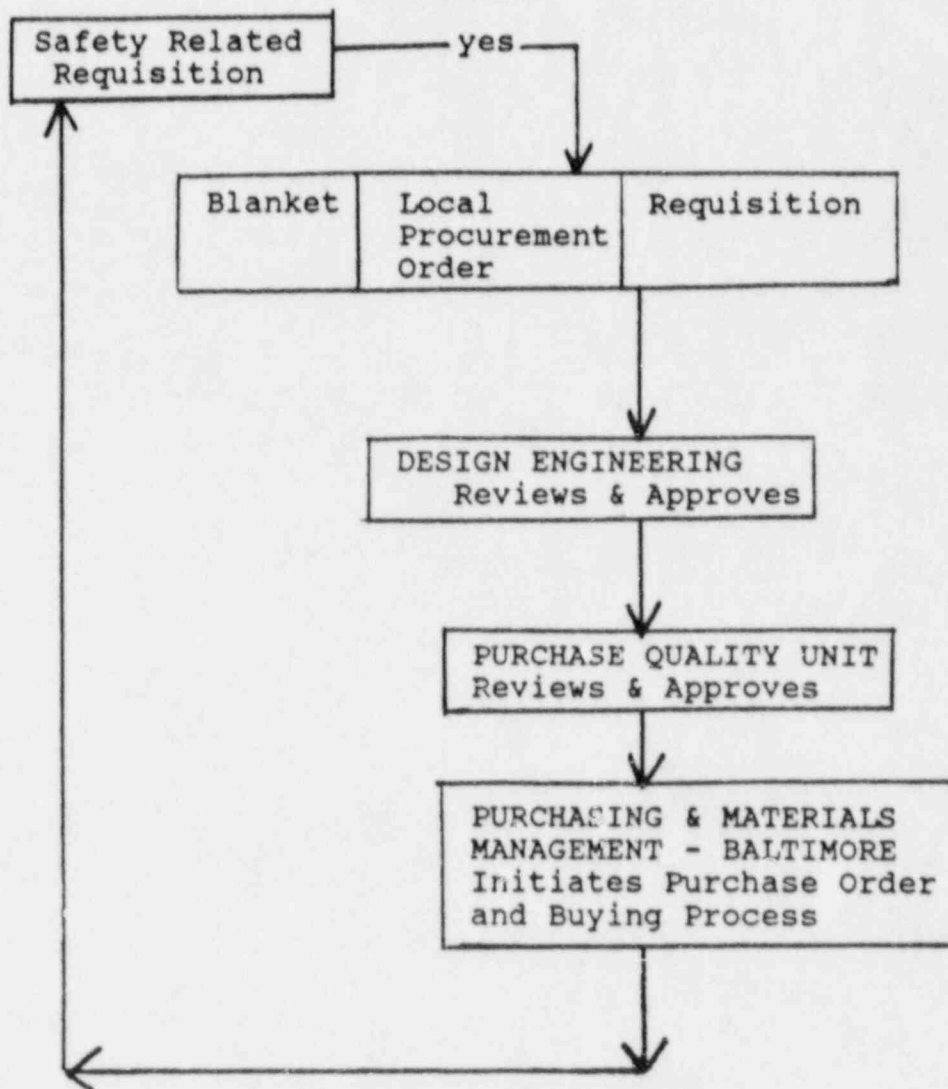 Safety Related
Requisition
yes
Blanket
Local
Procurement
Order
Requisition
DESIGN ENGINEERING
Reviews & Approves
PURCHASE QUALITY UNIT
Reviews & Approves
PURCHASING & MATERIALS
MANAGEMENT - BALTIMORE
Initiates Purchase Order
and Buying Process